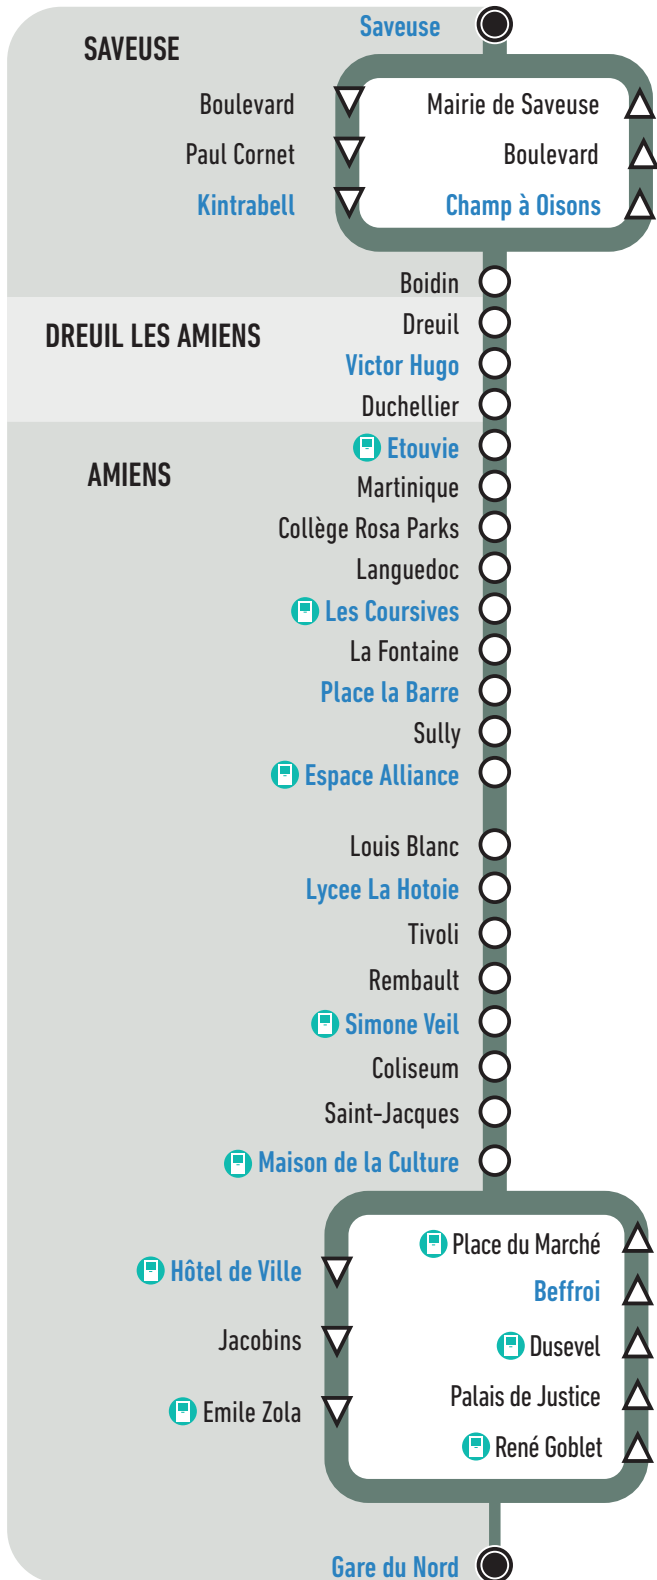 Saveuse
SAVEUSE
Boulevard
Mairie de Saveuse
Paul Cornet
Boulevard
Kintrabell
Champ à Oisons
Boidin
DREUIL LES AMIENS
Dreuil
Victor Hugo
Duchellier
Etouvie
AMIENS
Martinique
Collège Rosa Parks
Languedoc
Les Coursives
La Fontaine
Place la Barre
Sully
Espace Alliance
Louis Blanc
Lycee La Hotoie
Tivoli
Rembault
Simone Veil
Coliseum
Saint-Jacques
Maison de la Culture
Place du Marché
Hôtel de Ville
Beffroi
Jacobins
Dusevel
Emile Zola
Palais de Justice
René Goblet
Gare du Nord